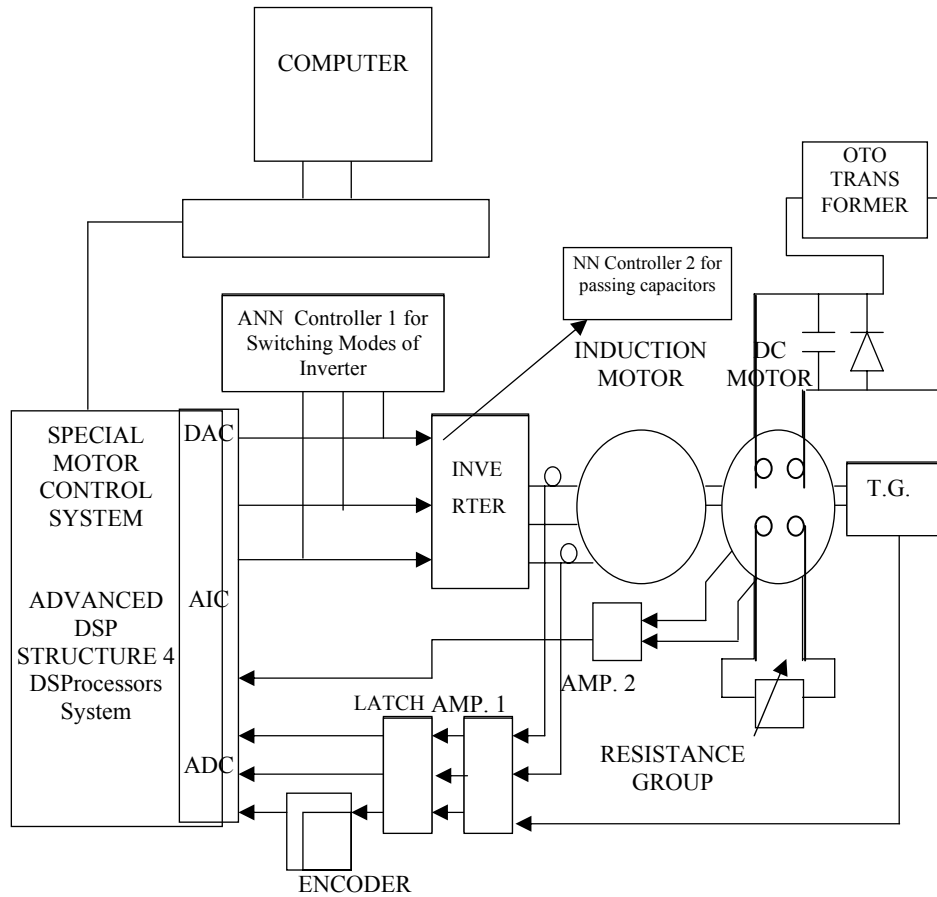 COMPUTER
OTO
TRANS
FORMER
NN Controller 2 for
passing capacitors
ANN  Controller 1 for
Switching Modes of
Inverter
INDUCTION
MOTOR
DC
MOTOR
SPECIAL
MOTOR
CONTROL
SYSTEM
DAC
INVE
RTER
T.G.
ADVANCED
DSP
STRUCTURE 4
DSProcessors
System
AIC
AMP. 2
LATCH
AMP. 1
ADC
RESISTANCE
GROUP
ENCODER